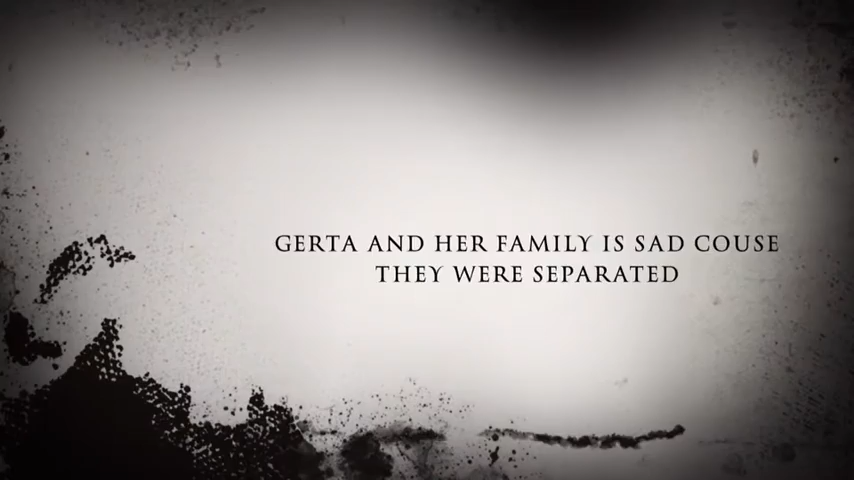 GERTA AND HER FAMILY IS SAD COUSE
THEY WERE SEPARATED